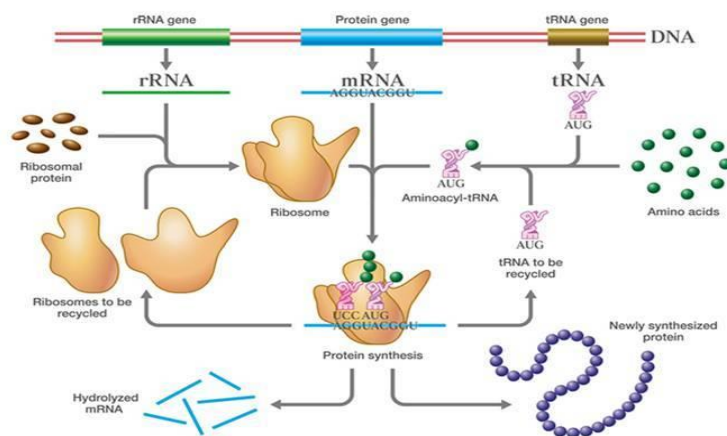 rRNA gene
Protein gene
tRNA gene
DNA
rRNA
mRNA
AGGUACGGU
tRNA
AUG
Ribosomal
protein
Ribosome
AUG
Aminoacyl-tRNA
Amino acids
AUG
tRNA to be
recycled
Ribosomes to be
recycled
UCC AUG
AGGUACGGU
Protein synthesis
Newly synthesized
protein
Hydrolyzed
mRNA